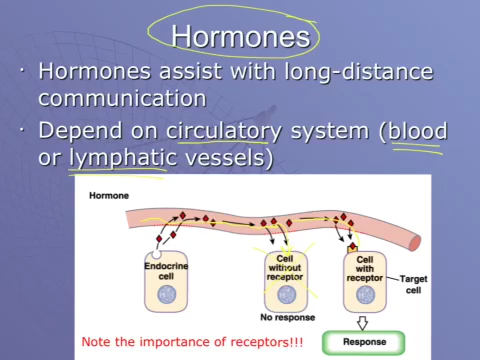 Hormones
· Hormones assist with long-distance
communication
· Depend on circulatory system (blood
or lymphatic vessels)
Hormone
Endocrine
cell
Cell
without
receptor
Cell
with
receptor
Target
cell
No response
Response
Note the importance of receptors!!!